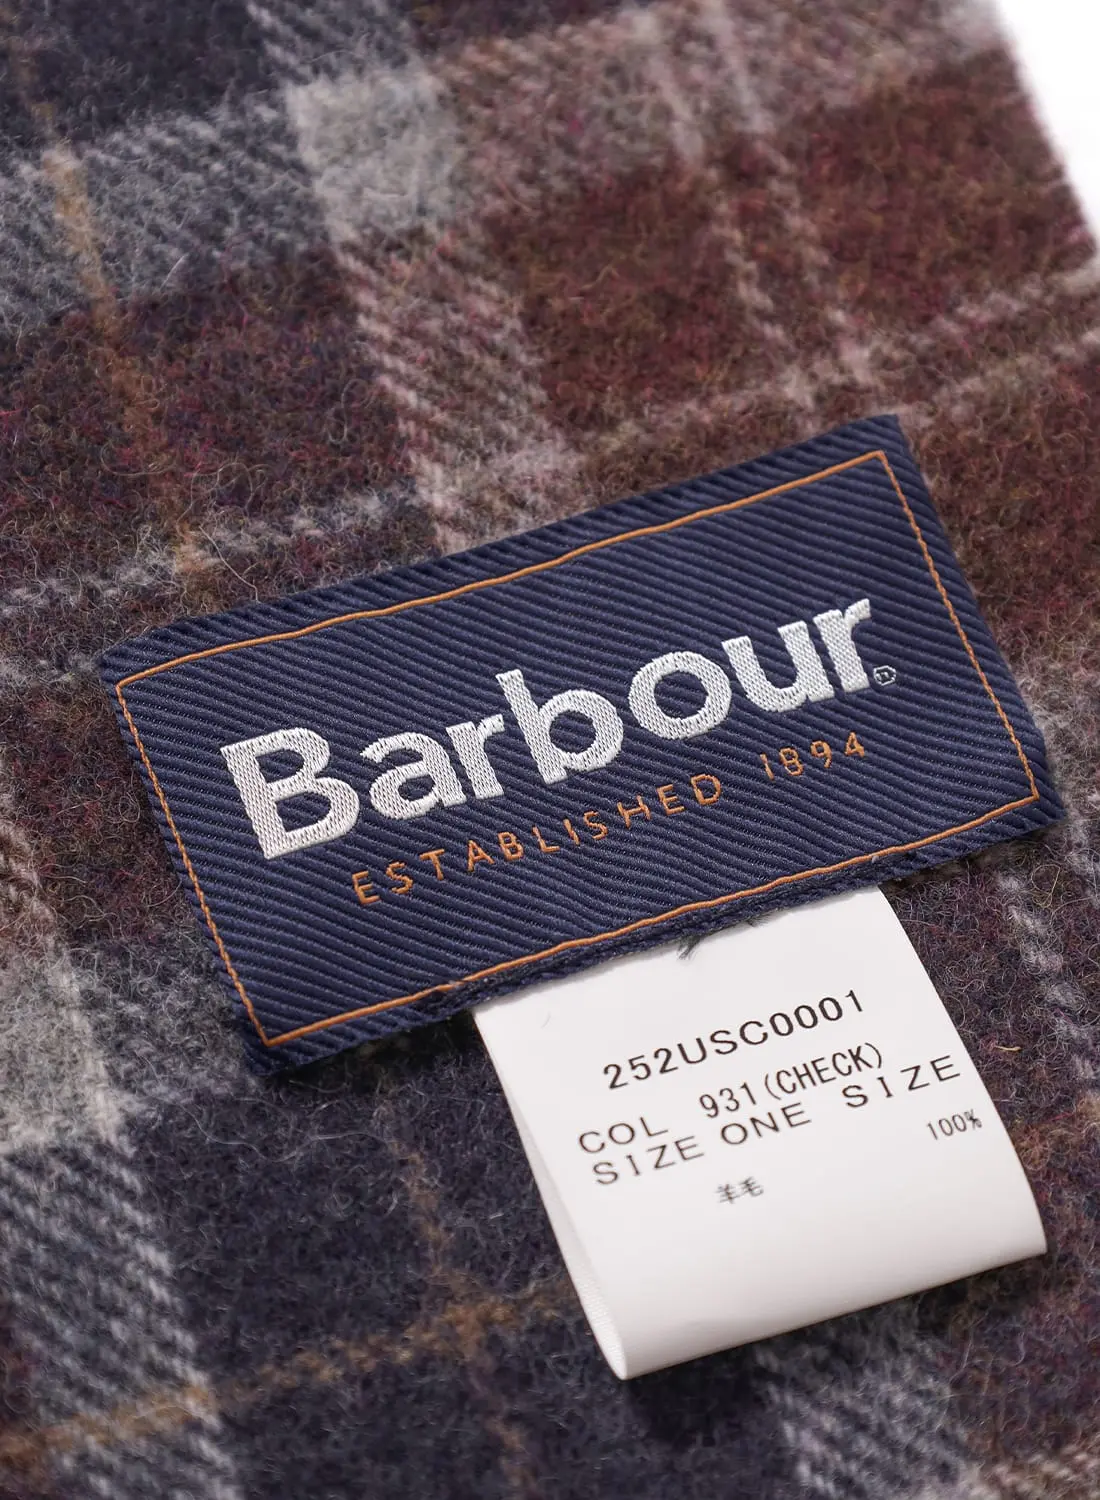 Barbour®
ESTABLISHED 1894
252USC0001
COL 931(CHECK)
SIZE ONE SIZE
100%
羊毛